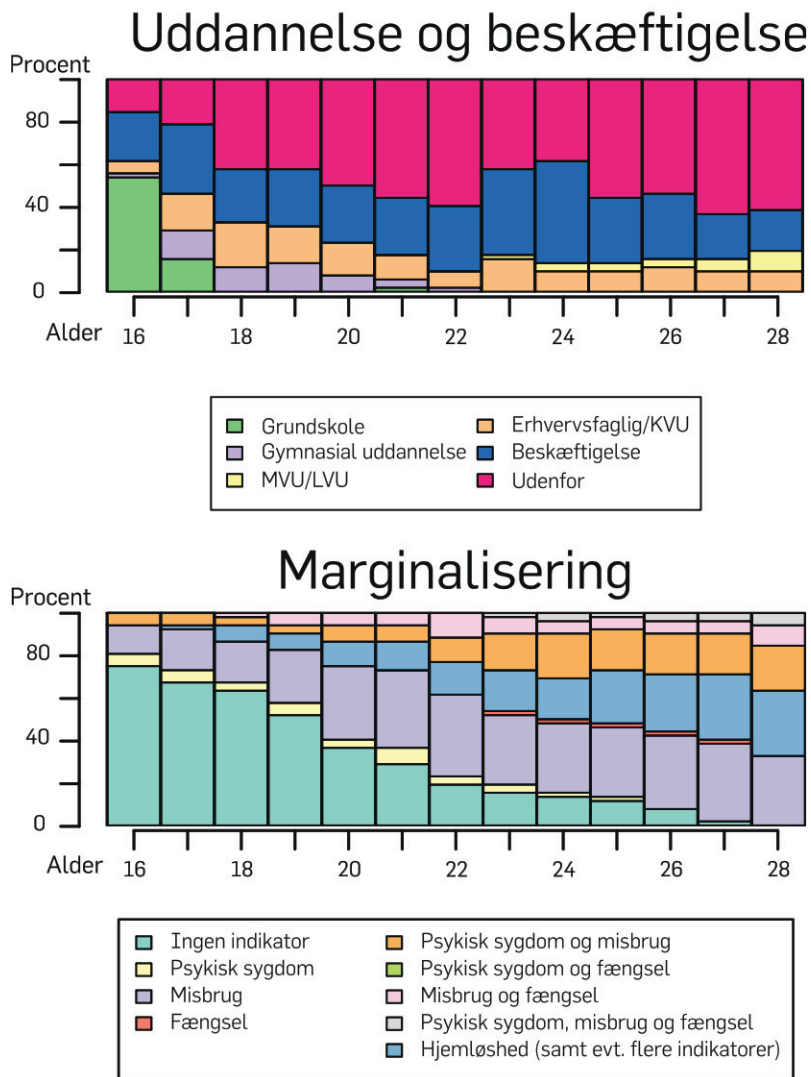 Uddannelse og beskæftigelse
Procent
80
40
0
Alder 16 18 20 22 24 26 28
Grundskole
Gymnasial uddannelse
MVU/LVU
Erhvervsfaglig/KVU
Beskæftigelse
Udenfor
Marginalisering
Procent
80
40
0
Alder 16 18 20 22 24 26 28
Ingen indikator
Psykisk sygdom
Misbrug
Fængsel
Psykisk sygdom og misbrug
Psykisk sygdom og fængsel
Misbrug og fængsel
Psykisk sygdom, misbrug og fængsel
Hjemløshed (samt evt. flere indikatorer)